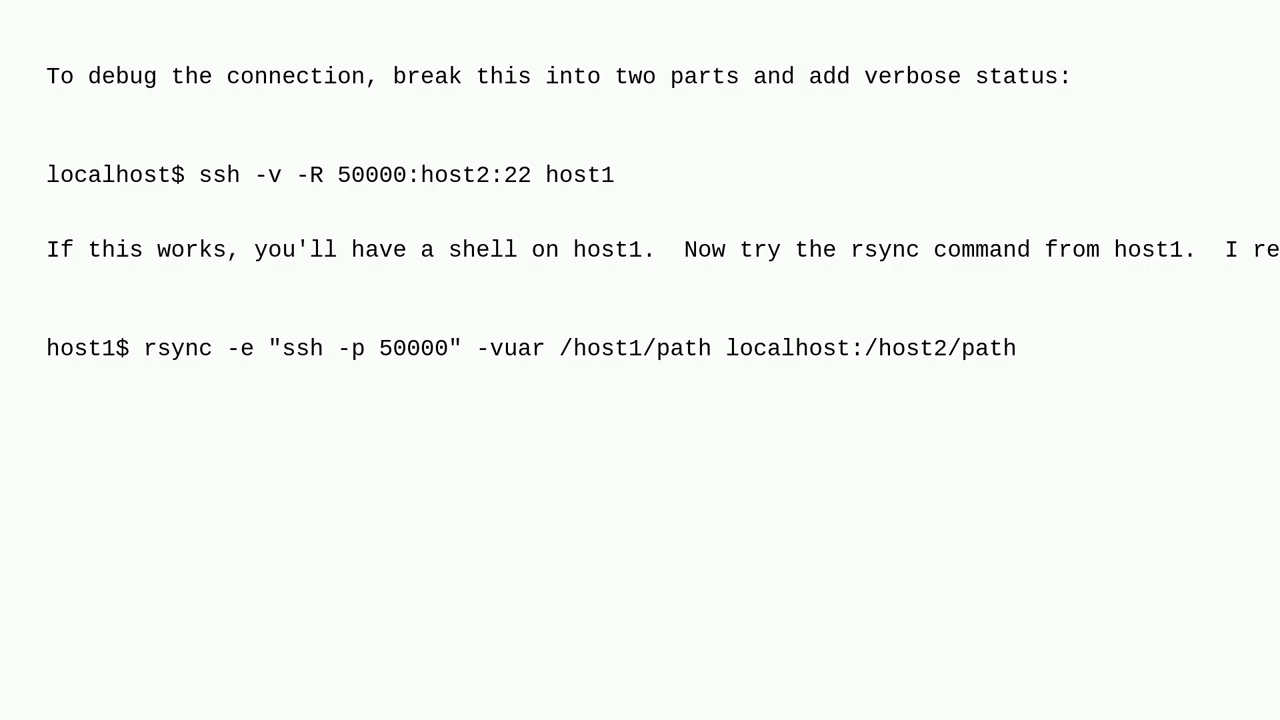 To debug the connection, break this into two parts and add verbose status:
localhost$ ssh -v -R 50000:host2:22 host1
If this works, you'll have a shell on host1.  Now try the rsync command from host1.  I re
host1$ rsync -e "ssh -p 50000" -vuar /host1/path localhost:/host2/path